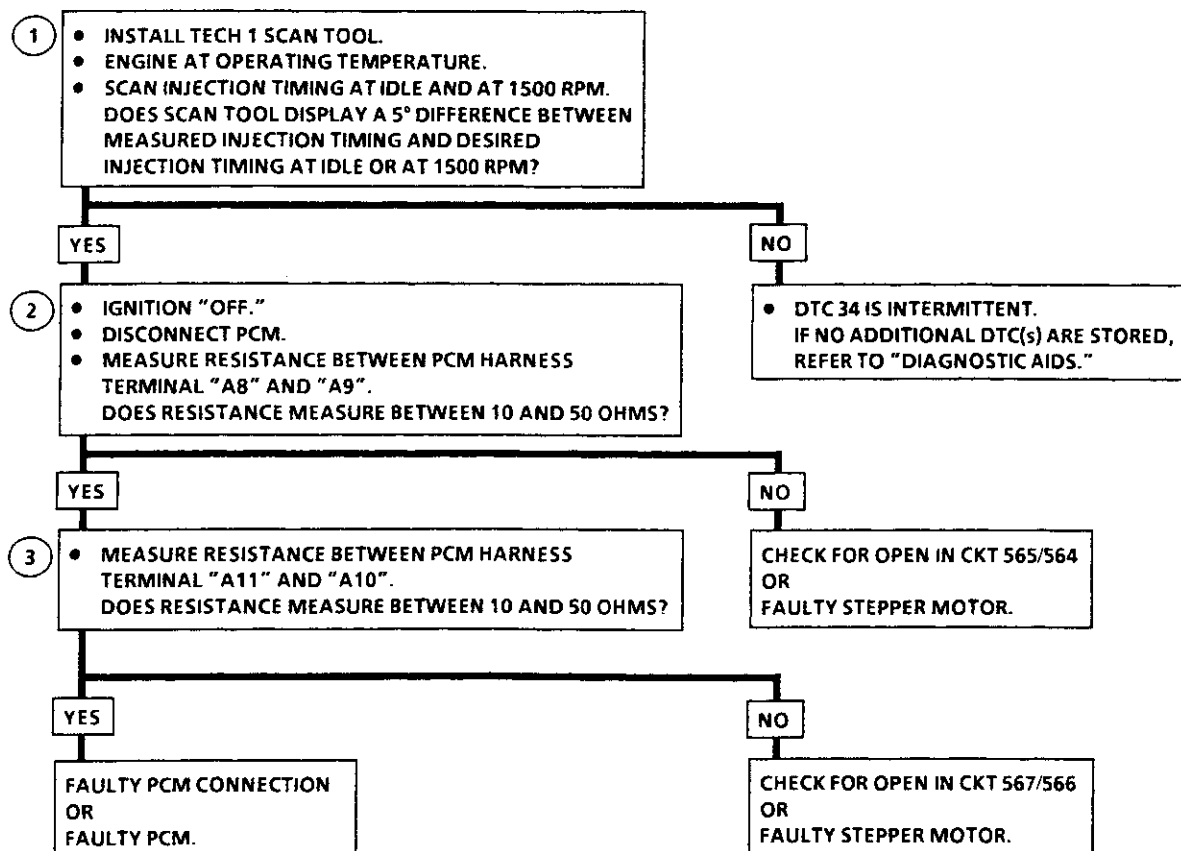 1
• INSTALL TECH 1 SCAN TOOL.
• ENGINE AT OPERATING TEMPERATURE.
• SCAN INJECTION TIMING AT IDLE AND AT 1500 RPM.
DOES SCAN TOOL DISPLAY A 5° DIFFERENCE BETWEEN
MEASURED INJECTION TIMING AND DESIRED
INJECTION TIMING AT IDLE OR AT 1500 RPM?
YES
NO
2
• IGNITION "OFF."
• DISCONNECT PCM.
• MEASURE RESISTANCE BETWEEN PCM HARNESS
TERMINAL "A8" AND "A9".
DOES RESISTANCE MEASURE BETWEEN 10 AND 50 OHMS?
• DTC 34 IS INTERMITTENT.
IF NO ADDITIONAL DTC(s) ARE STORED,
REFER TO "DIAGNOSTIC AIDS."
YES
NO
3
• MEASURE RESISTANCE BETWEEN PCM HARNESS
TERMINAL "A11" AND "A10".
DOES RESISTANCE MEASURE BETWEEN 10 AND 50 OHMS?
CHECK FOR OPEN IN CKT 565/564
OR
FAULTY STEPPER MOTOR.
YES
NO
FAULTY PCM CONNECTION
OR
FAULTY PCM.
CHECK FOR OPEN IN CKT 567/566
OR
FAULTY STEPPER MOTOR.